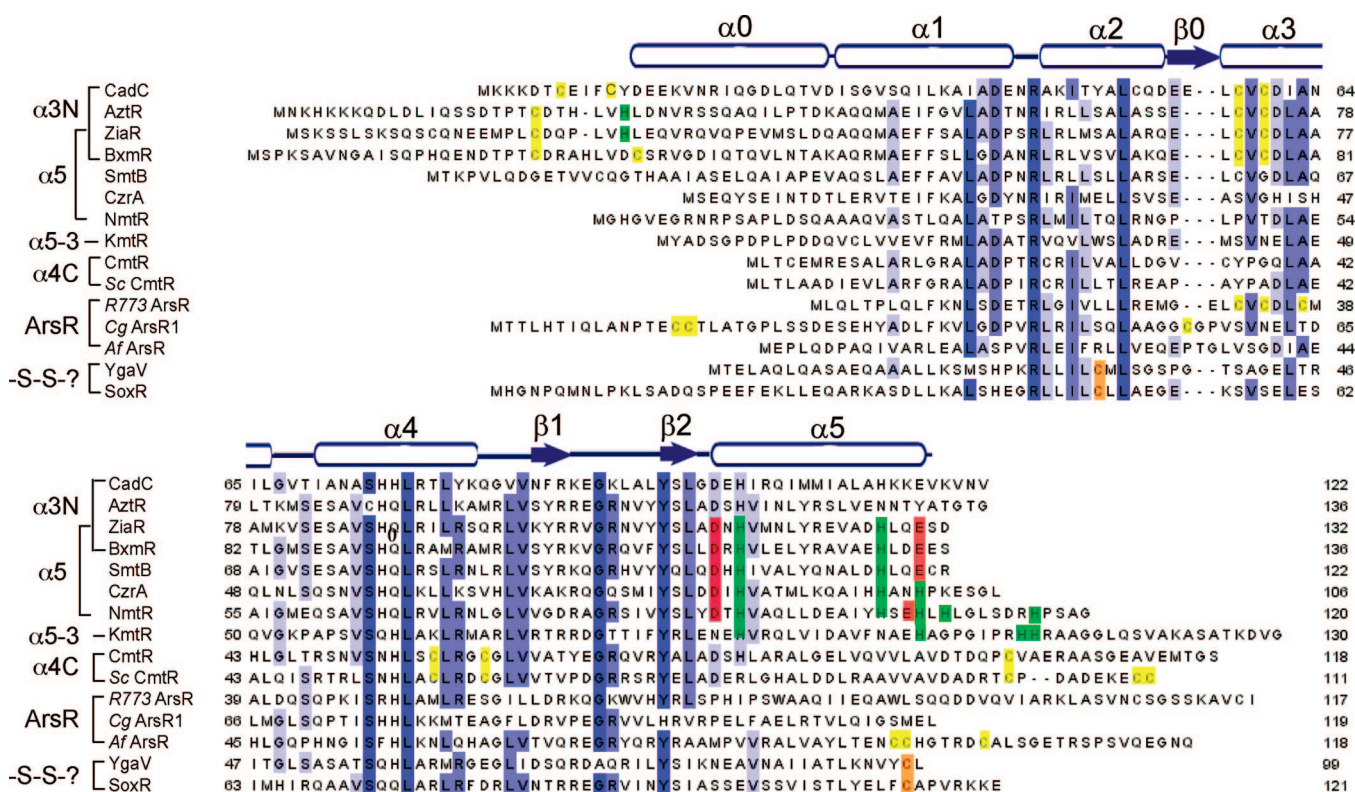 α0 α1 α2 β0 α3
α3N
α5
α5-3
α4C
ArsR
-S-S-?
CadC MKKKDTCEIFCYDEEKVNRIQGDLQTVDISGVSQILKAIADENRAKITYALCQDEE--LCVCDIAN 64
AztR MNKHKKKQDLDLIQSSDTPTCDTH-LVHLDNVRSSQAQILPTDKAQQMAEIFGVLADTNRIRLLSALASSE---LCVCDLAA 78
ZiaR MSKSSLSKSQSCQNEEMPLCDQP-LVHLEQVRQVQPEVMSLDQAQQMAEFFSALADPSRLRLMSALARQE---LCVCDLAA 77
BxmR MSPKSAVNGAISQPHQENDTPTCDRAHLVDCSRVGDIQTQVLNTAKAQRMAEFFSLLGDANRLRLVSVLAKQE---LCVCDLAA 81
SmtB MTKPVLQDGETVVCQGTHAAIASELQAIAPEVAQSLAEFFAVLADPNRLRLLSLLARSE---LCVGDLAQ 67
CzrA MSEQYSEINTDTLERVTEIFKALGDYNRIRIMELLSVSE---ASVGHISH 47
NmtR MGHGVEGRNRPSAPLDSQAAAQVASTLQALATPSRLMILTQLRNGP---LPVTDLAE 54
KmtR MYADSGPDPLPDDQVCLVVEVFRMLADATRVQVLWSLADRE---MSVNELAE 49
CmtR MLTCEMRESALARLGRALADPTRCRILVALLDGV---CYPGQLAA 42
Sc CmtR MLTLAADIEVFGRALADPIRCRILLTLREAP---AYPADLAE 42
R773 ArsR MLQLTPLQLFKNLSDETRLGIVLLLREMG--ELCVCDLCM 38
Cg ArsR1 MTTLHTIQLANPTECCTLATGPLSSDESEHYADLFKVLGDPVRLRILSQLAAGGCGPVSVNELTD 65
Af ArsR MEPLQDPAQIVARLEALASPVRLEIFRLLVEQEPTGLVSGDIAE 44
YgaV MTELAQLQASAEQAAALLKSMSHPKRLLILCMLSGSPG-TSAGELTR 46
SoxR MHGNPQMNLPKLSADQSPEEFEKLLEQARKASDLLKALSHEGRLLILCLLAEGE---KSVSELES 62
α4 β1 β2 α5
α3N
α5
α5-3
α4C
ArsR
-S-S-?
CadC 65 ILGVTIANASHHLRTLYKQGVVNFRKEGKLALYSLGDEHIRQIMMIALAHKKEVKVNV 122
AztR 79 LTKMSESAVCHQLRLLKAMRLVSYRREGRNVYYSLADSHVINLYRSLVENNTYATGTG 136
ZiaR 78 AMKVSESAVSHQLRILRSQRLVKYRRVGRNVYYSLADNHVMNLYREVADHLQESD 132
0
BxmR 82 TLGMSESAVSHQLRAMRAMRLVSYRKVGRQVFYSLLDRHVLELYRAVAEHLDEES 136
SmtB 68 AIGVSESAVSHQLRSLRNLRLVSYRKQGRHVYYQLQDHHIVALYQNALDHLQECR 122
CzrA 48 QLNLSQSNVSHQLKLLKSVHLVKAKRQGQSMIYSLDDIHVATMLKQAIHHANHPKESGL 106
NmtR 55 AIGMEQSAVSHQLRVLRNLGLVVGDRAGRSIVYSLYDTHVAQLLDEAIYHSEHLHLGLSDRHPSAG 120
KmtR 50 QVGKPAPSVSQHLAKLRMARLVRTRRDGTTIFYRLENEHVRQLVIDAVFNAEHAGPGIPRHHRAAGGLQSVAKASATKDVG 130
CmtR 43 HLGLTRSNVSNHLSCLRGCGLVVATYEGRQVRYALADSHLARALGELVQVVLAVDTDQPCVAERAASGEAVEMTGS 118
Sc CmtR 43 ALQISRTRLSNHLACLRDCGLVVTVPDGRRSRYELADERLGHALDDLRAAVVAVDADRTCP--DADEKECC 111
R773 ArsR 39 ALDQSQPKISRHLAMLRESGILLDRKQGKWVHYRLSPHIPSWAAQIIEQAWLSQQDDVQVIARKLASVNCSGSSKAVCI 117
Cg ArsR1 66 LMGLSQPTISHHLKKMTEAGFLDRVPEGRVVLHRVRPELFAELRTVLQIGSMEL 119
Af ArsR 45 HLGQPHNGISFHLKNLQHAGLVTVQREGRYQRYRAAMPVVRALVAYLTENCCHGTRDCALSGETRSPSVQEGNQ 118
YgaV 47 ITGLSASATSQHLARMRGEGLIDSQRDAQRILYSIKNEAVNAIIATLKNVYCL 99
SoxR 63 IMHIRQAAVSQQLARLRFDRLVNTRREGRNVYYSIASSEVSSVISTLYELFCAPVRKKE 121